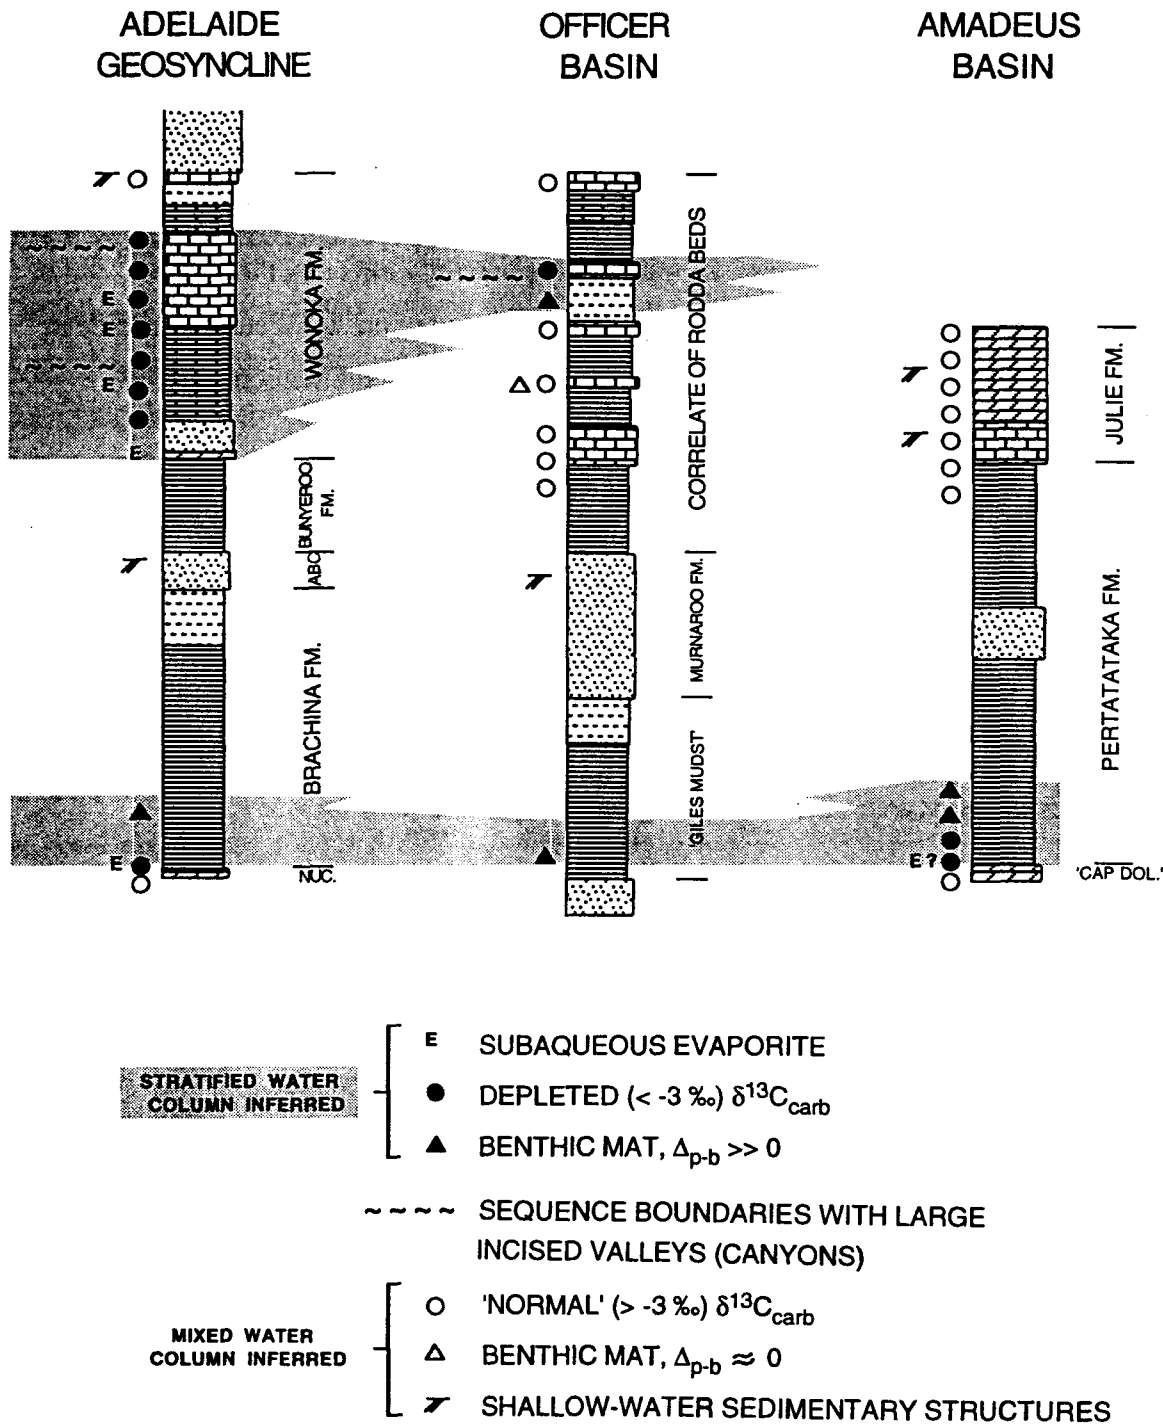 ADELAIDE
GEOSYNCLINE
OFFICER
BASIN
AMADEUS
BASIN
WONOKA FM.
BUNYEROO
FM.
ABC
BRACHINA FM.
NUC.
E
E
E
E
E
CORRELATE OF RODDA BEDS
MURNAROO FM.
'GILES MUDST'
JULIE FM.
PERTATATAKA FM.
E ?
'CAP DOL.'
STRATIFIED WATER
COLUMN INFERRED
E SUBAQUEOUS EVAPORITE
DEPLETED (< -3 ‰) δ13Ccarb
BENTHIC MAT, Δp-b >> 0
~ ~ ~ ~ SEQUENCE BOUNDARIES WITH LARGE
INCISED VALLEYS (CANYONS)
MIXED WATER
COLUMN INFERRED
'NORMAL' (> -3 ‰) δ13Ccarb
BENTHIC MAT, Δp-b ≈ 0
SHALLOW-WATER SEDIMENTARY STRUCTURES